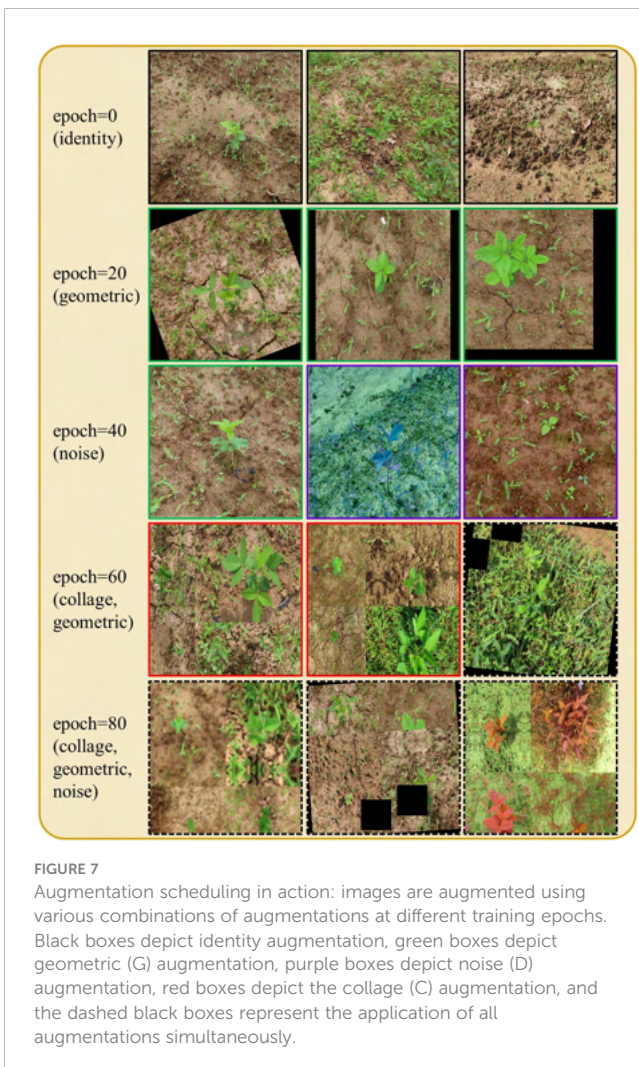 epoch=0
(identity)
epoch=20
(geometric)
epoch=40
(noise)
epoch=60
(collage,
geometric)
epoch=80
(collage,
geometric,
noise)
FIGURE 7
Augmentation scheduling in action: images are augmented using
various combinations of augmentations at different training epochs.
Black boxes depict identity augmentation, green boxes depict
geometric (G) augmentation, purple boxes depict noise (D)
augmentation, red boxes depict the collage (C) augmentation, and
the dashed black boxes represent the application of all
augmentations simultaneously.